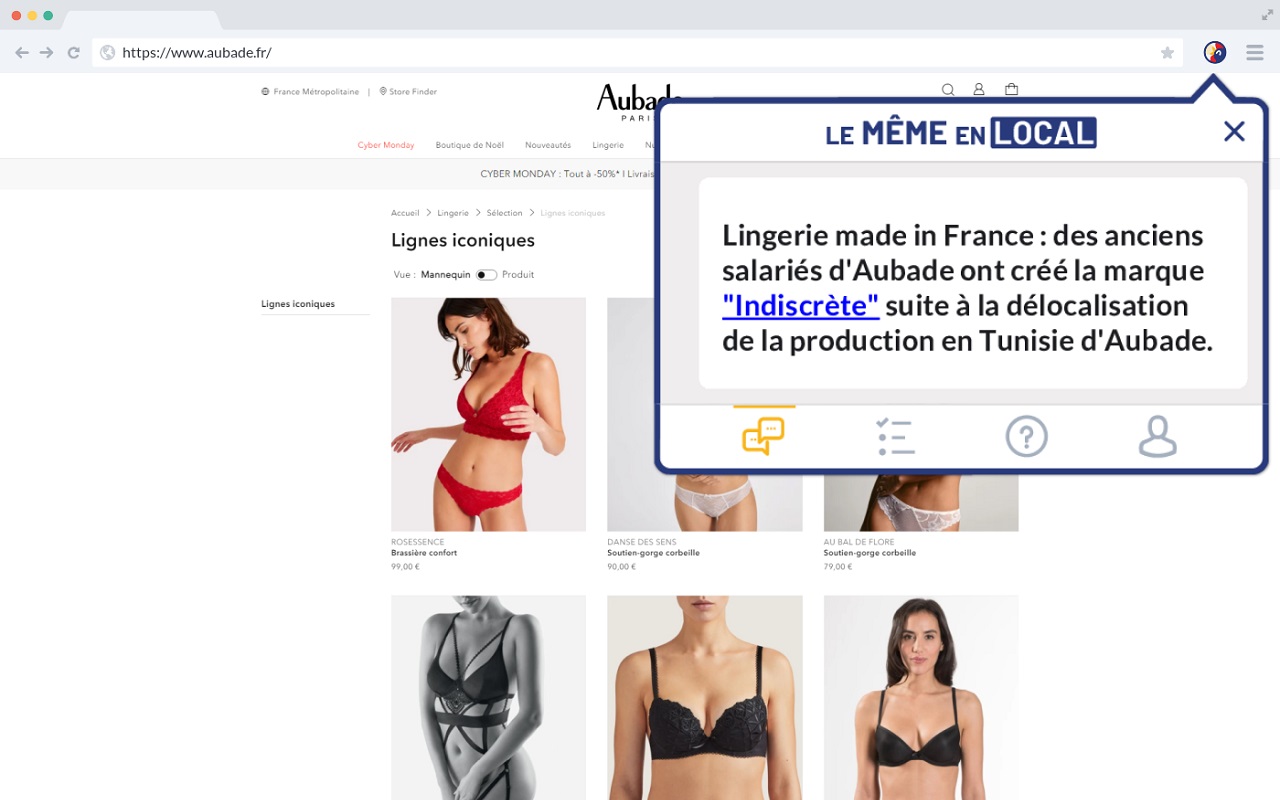 https://www.aubade.fr/
France Métropolitaine | Store Finder
Aubade
PARI
LE MÊME EN LOCAL
Cyber Monday Boutique de Noël Nouveautés Lingerie Nu
CYBER MONDAY : Tout à -50%* I Livrais
Accueil > Lingerie > Sélection > Lignes iconiques
Lignes iconiques
Vue : Mannequin Produit
Lignes iconiques
Lingerie made in France : des anciens
salariés d'Aubade ont créé la marque
"Indiscrète" suite à la délocalisation
de la production en Tunisie d'Aubade.
ROSESSENCE
Brassière confort
99,00 €
DANSE DES SENS
Soutien-gorge corbeille
90,00 €
AU BAL DE FLORE
Soutien-gorge corbeille
79,00 €